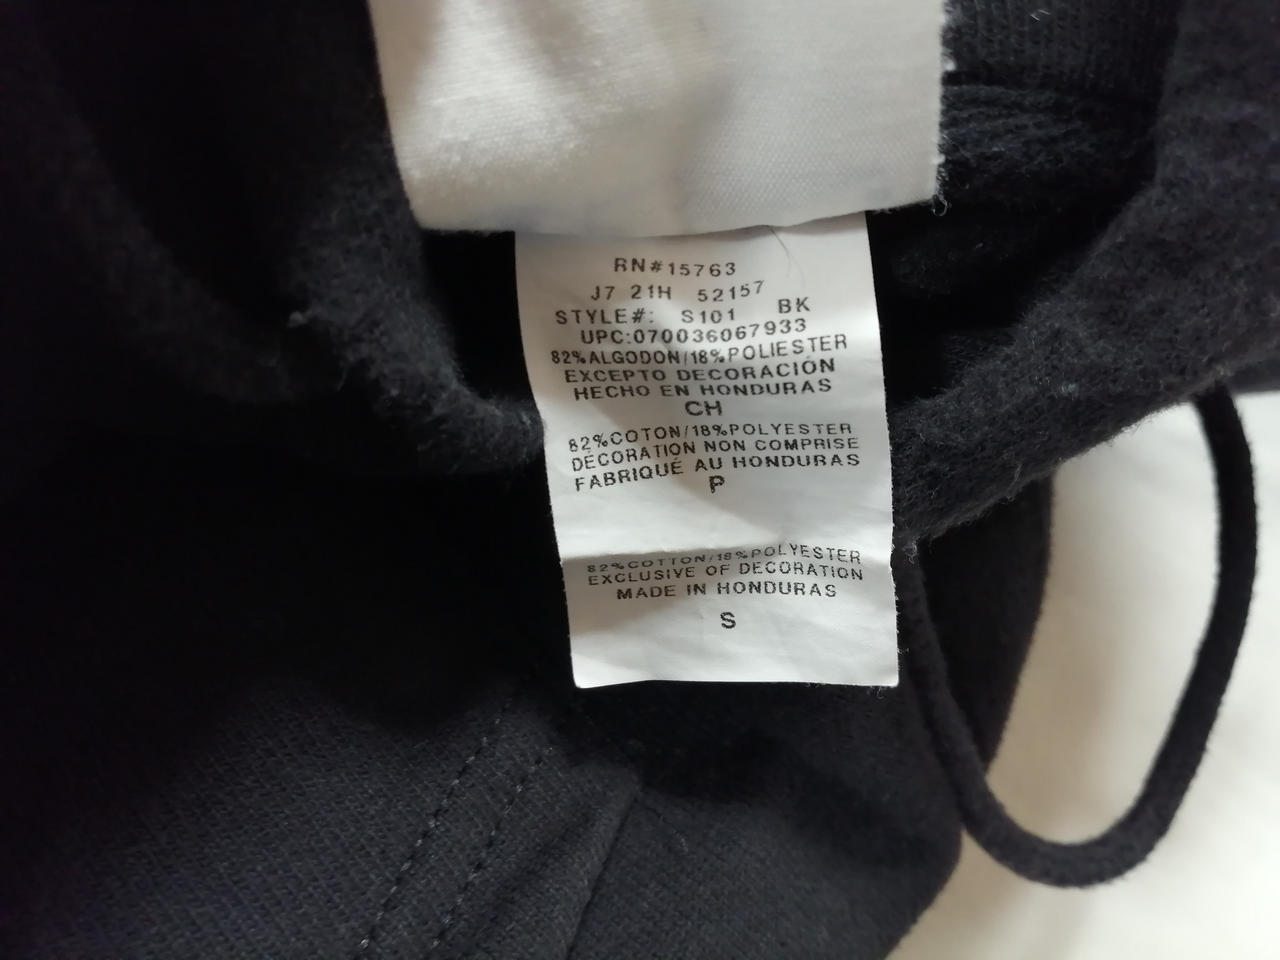 RN#15763
J7 21H 52157
STYLE#: S101 BK
UPC:070036067933
82%ALGODON/18%POLIESTER
EXCEPTO DECORACIÓN
HECHO EN HONDURAS
CH
82%COTON/18%POLYESTER
DÉCORATION NON COMPRISE
FABRIQUÉ AU HONDURAS
P
82%COTTON/18%POLYESTER
EXCLUSIVE OF DECORATION
MADE IN HONDURAS
S